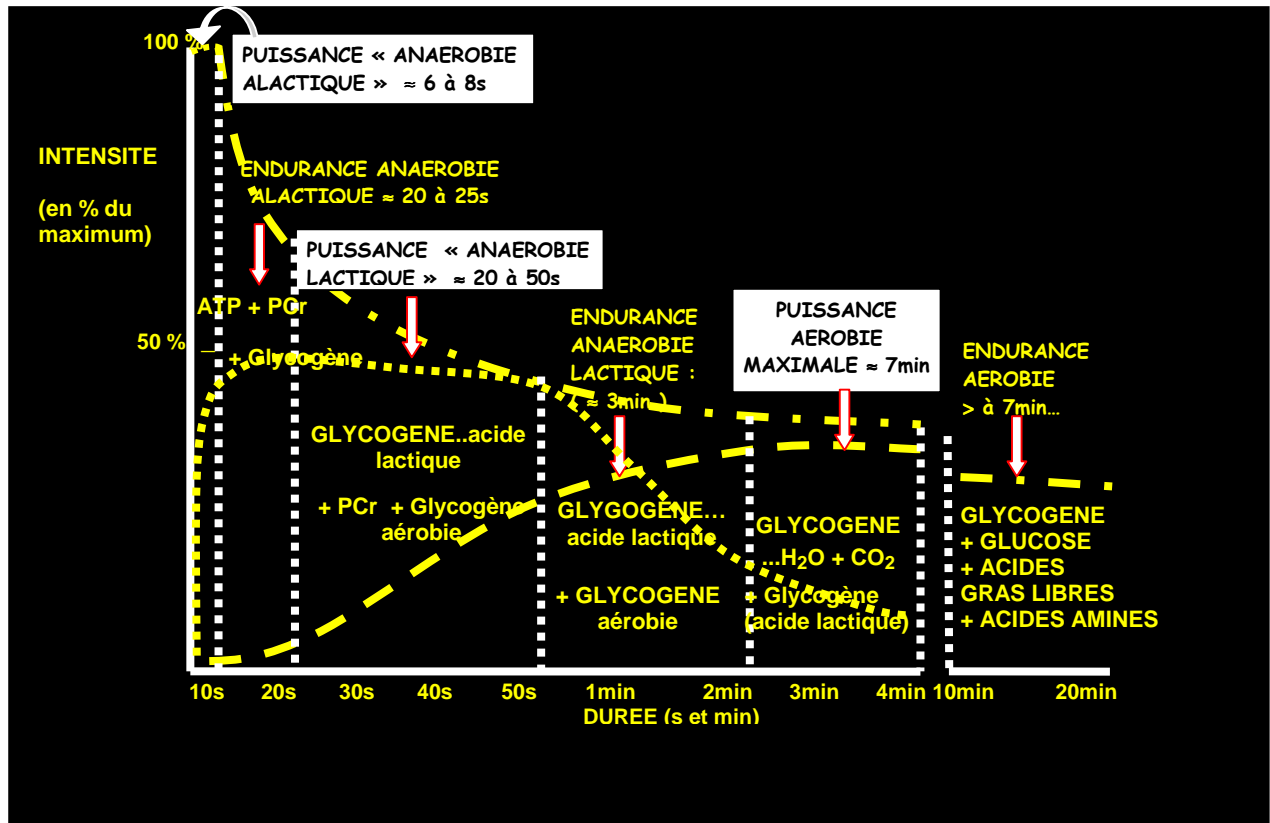 100 %
PUISSANCE « ANAEROBIE
ALACTIQUE » ≈ 6 à 8s
INTENSITE
(en % du
maximum)
ENDURANCE ANAEROBIE
ALACTIQUE ≈ 20 à 25s
PUISSANCE « ANAEROBIE
LACTIQUE » ≈ 20 à 50s
ATP + PCr
+ Glycogène
50 %
ENDURANCE
ANAEROBIE
LACTIQUE :
≈ 3min )
PUISSANCE
AEROBIE
MAXIMALE ≈ 7min
ENDURANCE
AEROBIE
> à 7min…
GLYCOGENE..acide
lactique
+ PCr + Glycogène
aérobie
GLYGOGENE…
acide lactique
+ GLYCOGENE
aérobie
GLYCOGENE
...H₂O + CO₂
+ Glycogène
(acide lactique)
GLYCOGENE
+ GLUCOSE
+ ACIDES
GRAS LIBRES
+ ACIDES AMINES
10s 20s 30s 40s 50s 1min 2min 3min 4min 10min 20min
DUREE (s et min)